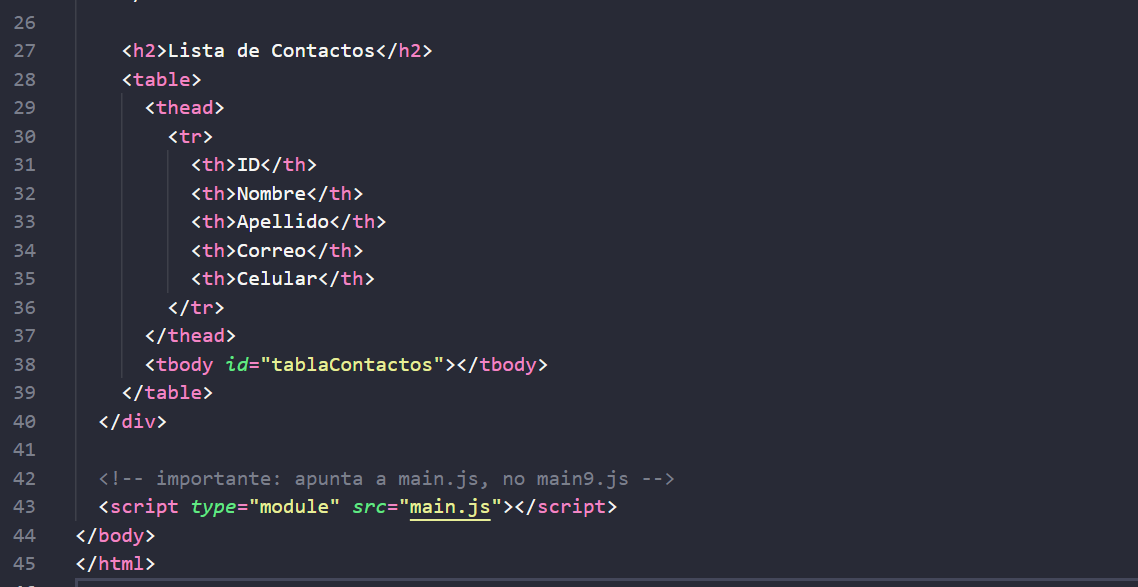 26
27 <h2>Lista de Contactos</h2>
28 <table>
29 <thead>
30 <tr>
31 <th>ID</th>
32 <th>Nombre</th>
33 <th>Apellido</th>
34 <th>Correo</th>
35 <th>Celular</th>
36 </tr>
37 </thead>
38 <tbody id="tablaContactos"></tbody>
39 </table>
40 </div>
41
42 <!-- importante: apunta a main.js, no main9.js -->
43 <script type="module" src="main.js"></script>
44 </body>
45 </html>